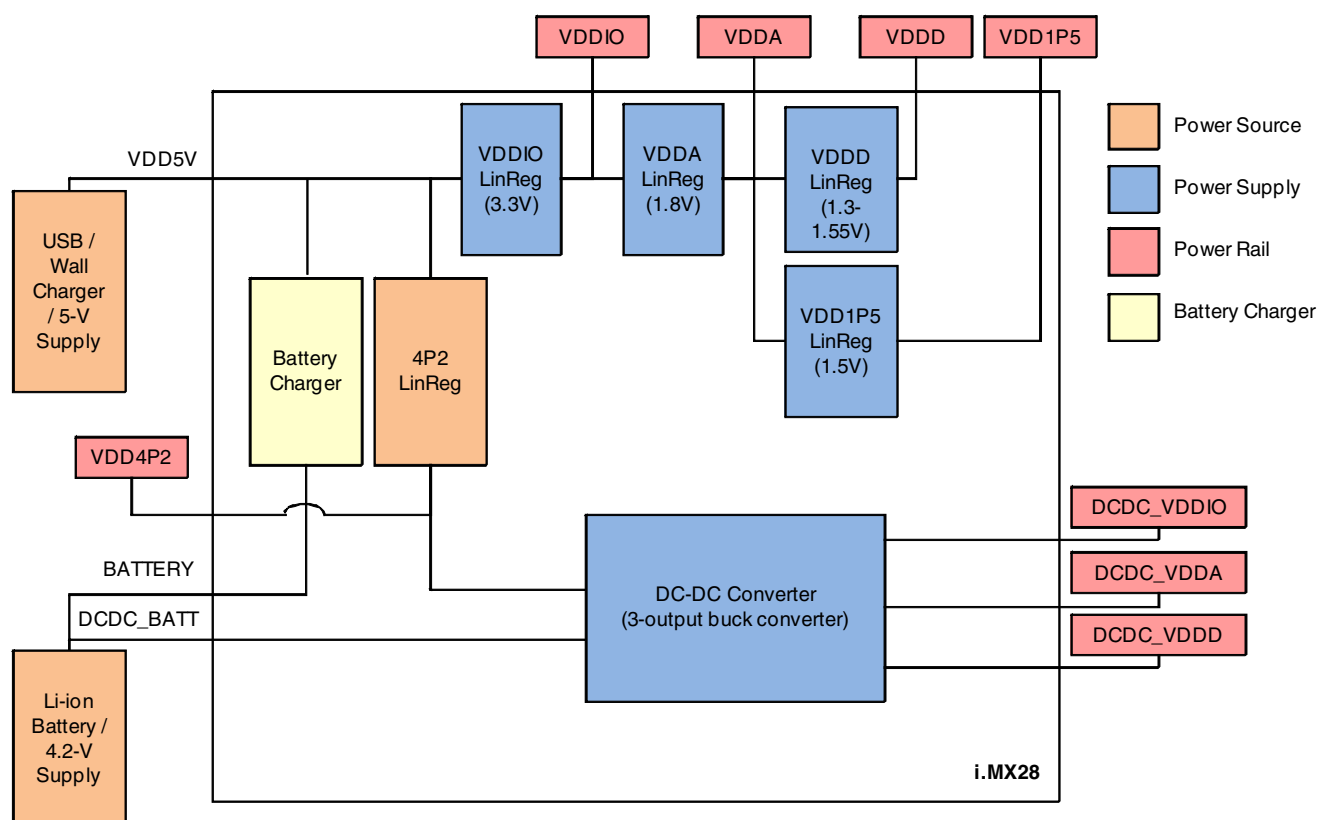 VDDIO
VDDA
VDDD
VDD1P5
VDD5V
VDDIO
LinReg
(3.3V)
VDDA
LinReg
(1.8V)
VDDD
LinReg
(1.3-
1.55V)
Power Source
Power Supply
Power Rail
Battery Charger
USB /
Wall
Charger
/ 5-V
Supply
Battery
Charger
4P2
LinReg
VDD1P5
LinReg
(1.5V)
VDD4P2
BATTERY
DCDC_BATT
DC-DC Converter
(3-output buck converter)
DCDC_VDDIO
DCDC_VDDA
DCDC_VDDD
Li-ion
Battery /
4.2-V
Supply
i.MX28